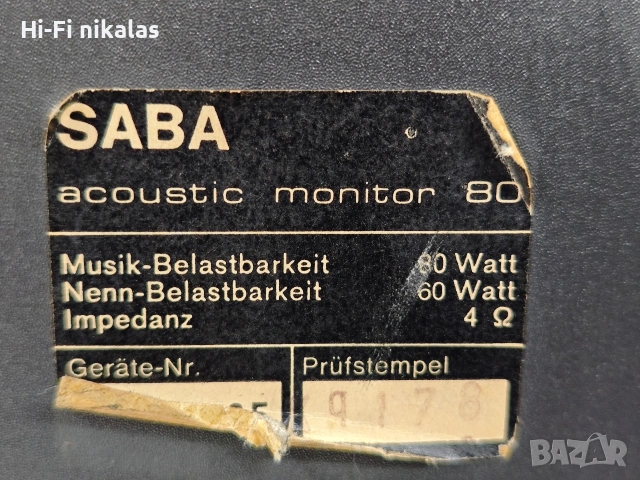 Hi-Fi nikalas
SABA
acoustic monitor 80
Musik-Belastbarkeit 80 Watt
Nenn-Belastbarkeit 60 Watt
Impedanz 4 Ω
Geräte-Nr. Prüfstempel
9178
BAZAR